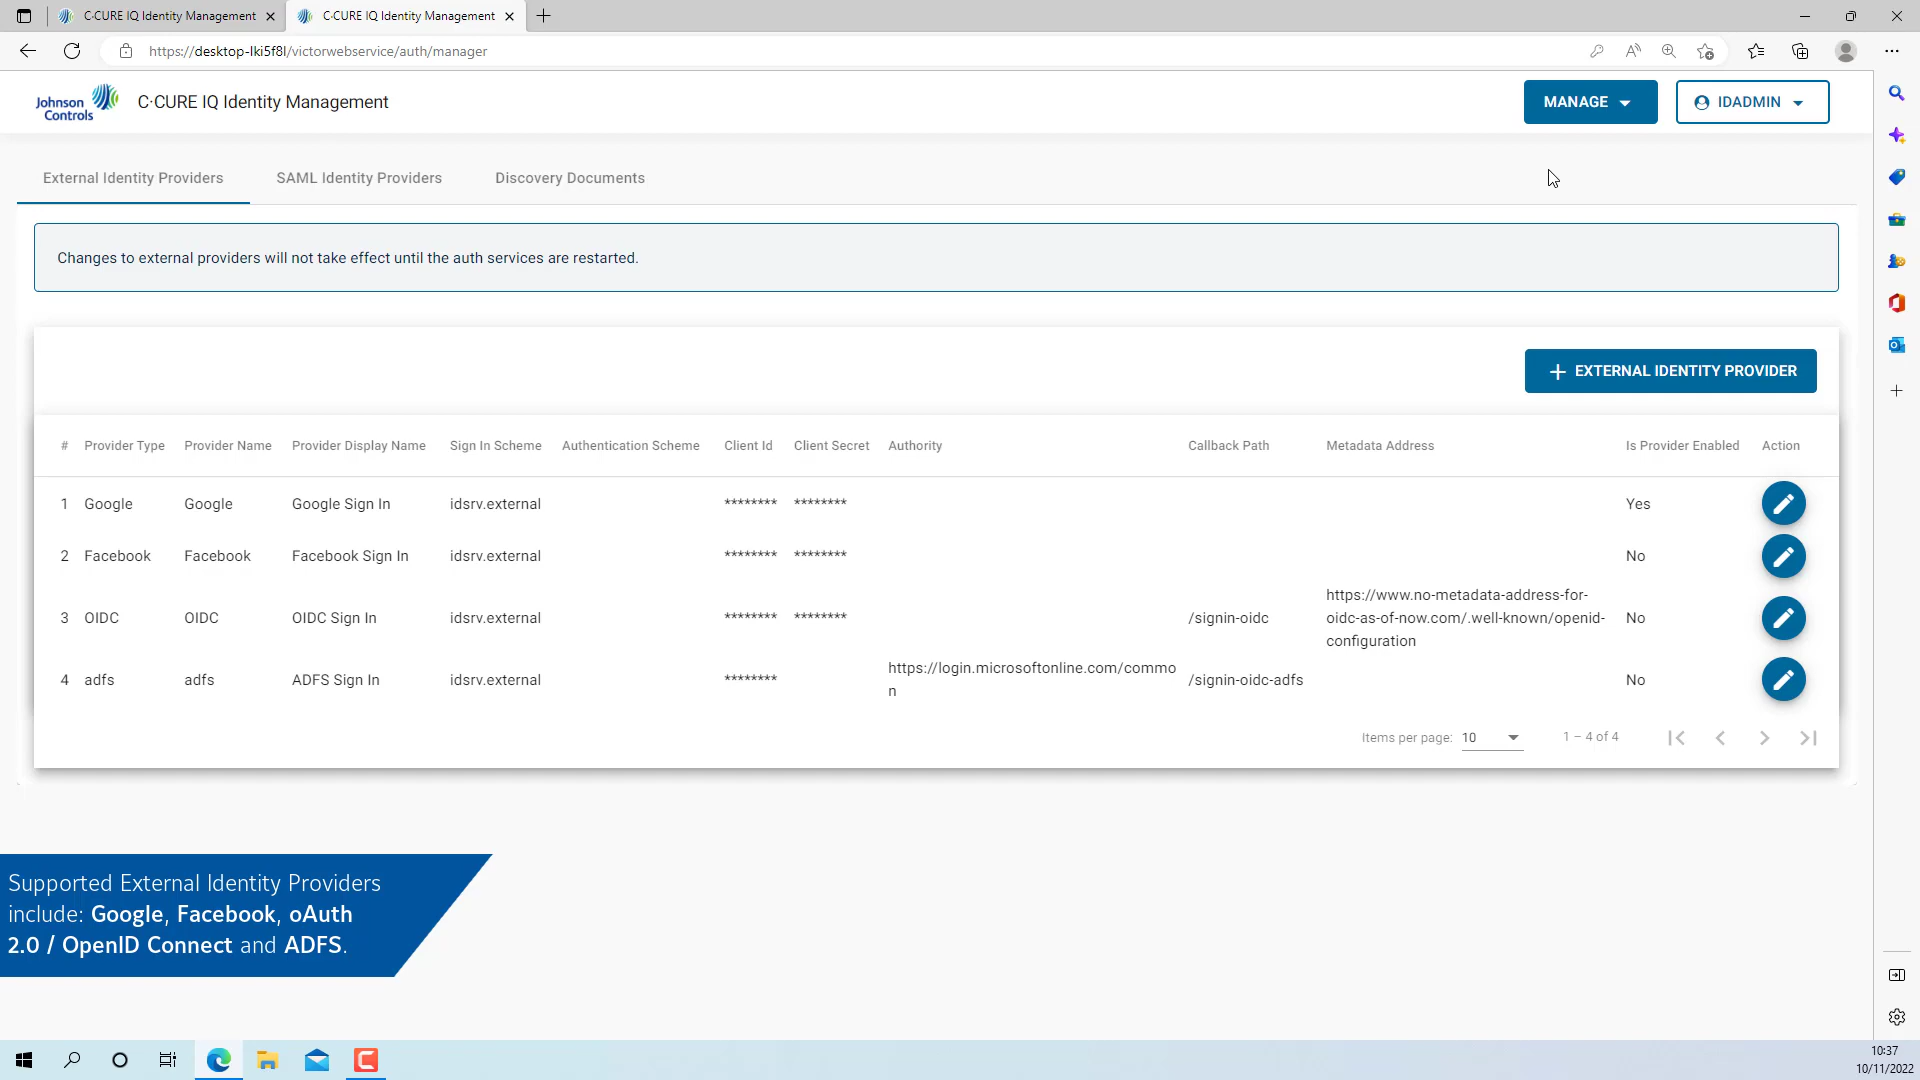 C·CURE IQ Identity Management
C·CURE IQ Identity Management
https://desktop-lki5f8l/victorwebservice/auth/manager
Johnson Controls
C·CURE IQ Identity Management
MANAGE
IDADMIN
External Identity Providers
SAML Identity Providers
Discovery Documents
Changes to external providers will not take effect until the auth services are restarted.
+ EXTERNAL IDENTITY PROVIDER
# Provider Type Provider Name Provider Display Name Sign In Scheme Authentication Scheme Client Id Client Secret Authority Callback Path Metadata Address Is Provider Enabled Action
1 Google Google Google Sign In idsrv.external ******** ******** Yes
2 Facebook Facebook Facebook Sign In idsrv.external ******** ******** No
3 OIDC OIDC OIDC Sign In idsrv.external ******** ******** /signin-oidc https://www.no-metadata-address-for-
oidc-as-of-now.com/.well-known/openid-
configuration No
4 adfs adfs ADFS Sign In idsrv.external ******** https://login.microsoftonline.com/commo
n /signin-oidc-adfs No
Items per page: 10 1 – 4 of 4
Supported External Identity Providers
include: Google, Facebook, oAuth
2.0 / OpenID Connect and ADFS.
10:37
10/11/2022